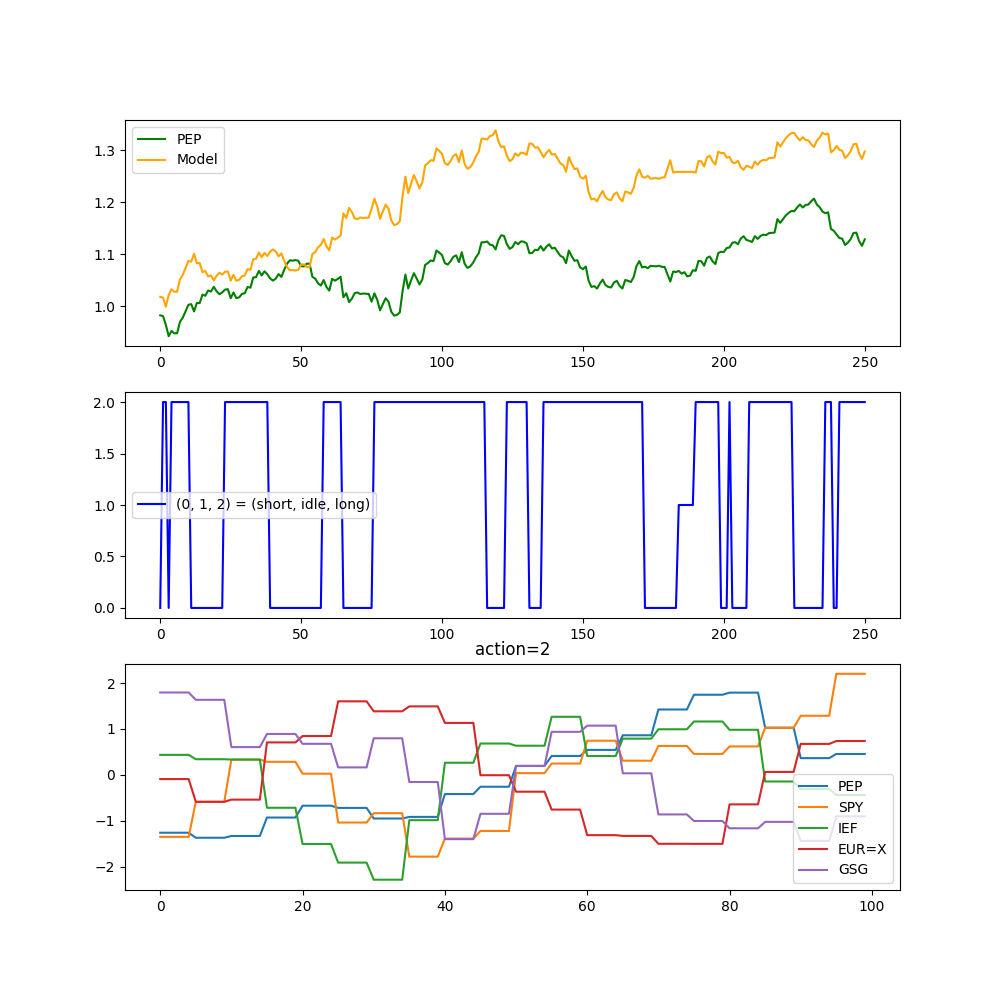 PEP
Model
1.3
1.2
1.1
1.0
0 50 100 150 200 250
2.0
1.5
1.0
0.5
0.0
(0, 1, 2) = (short, idle, long)
0 50 100 150 200 250
action=2
2
1
0
−1
−2
PEP
SPY
IEF
EUR=X
GSG
0 20 40 60 80 100